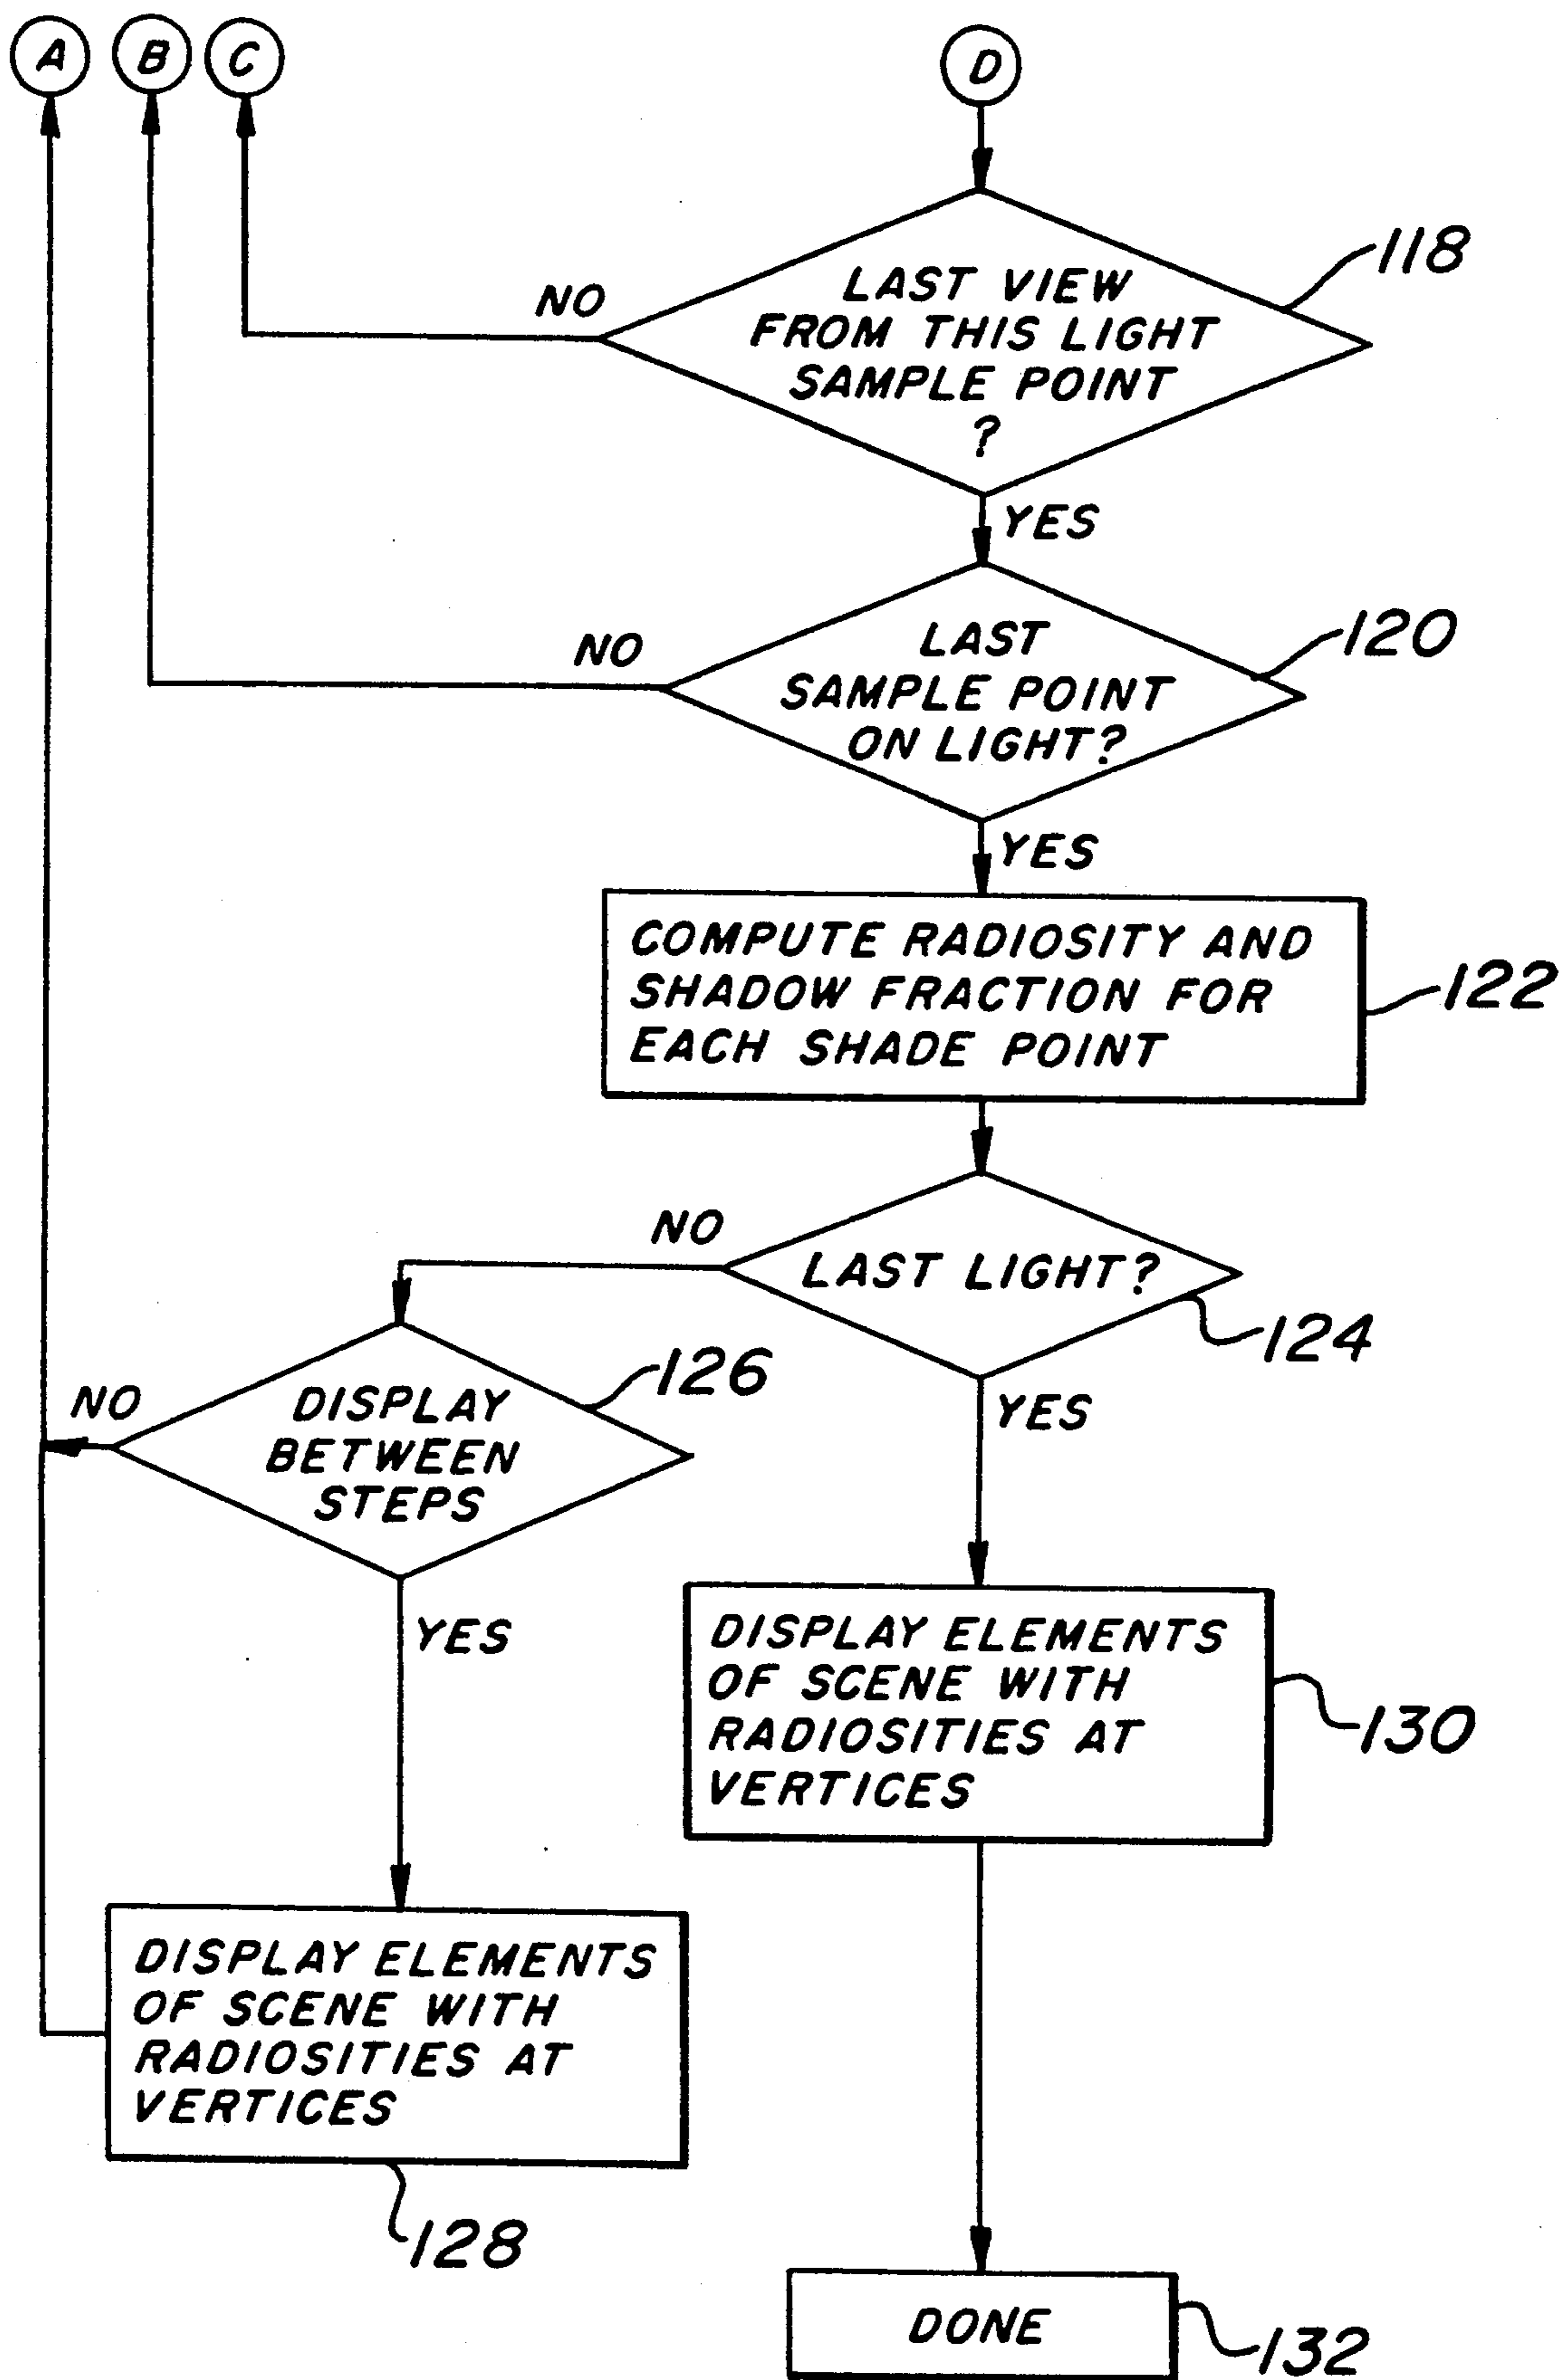 A
B
C
D
118
LAST VIEW
FROM THIS LIGHT
SAMPLE POINT
?
NO
YES
120
LAST
SAMPLE POINT
ON LIGHT?
NO
YES
COMPUTE RADIOSITY AND
SHADOW FRACTION FOR
EACH SHADE POINT
122
NO
LAST LIGHT?
124
126
NO
DISPLAY
BETWEEN
STEPS
YES
YES
DISPLAY ELEMENTS
OF SCENE WITH
RADIOSITIES AT
VERTICES
130
DISPLAY ELEMENTS
OF SCENE WITH
RADIOSITIES AT
VERTICES
128
DONE
132